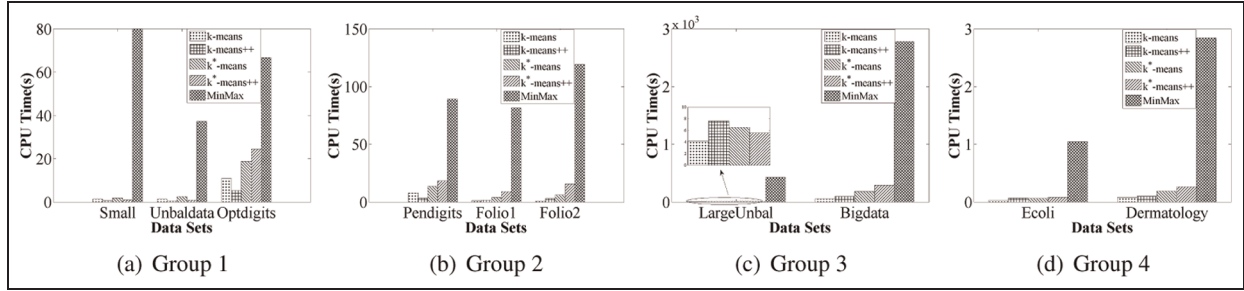 80
60
40
20
0
CPU Time(s)
k-means
k-means++
k*-means
k*-means++
MinMax
Small Unbaldata Optdigits
Data Sets
(a) Group 1
150
100
50
0
CPU Time(s)
k-means
k-means++
k*-means
k*-means++
MinMax
Pendigits Folio1 Folio2
Data Sets
(b) Group 2
3 x 10³
2
1
0
CPU Time(s)
k-means
k-means++
k*-means
k*-means++
MinMax
LargeUnbal Bigdata
Data Sets
(c) Group 3
3
2
1
0
CPU Time(s)
k-means
k-means++
k*-means
k*-means++
MinMax
Ecoli Dermatology
Data Sets
(d) Group 4